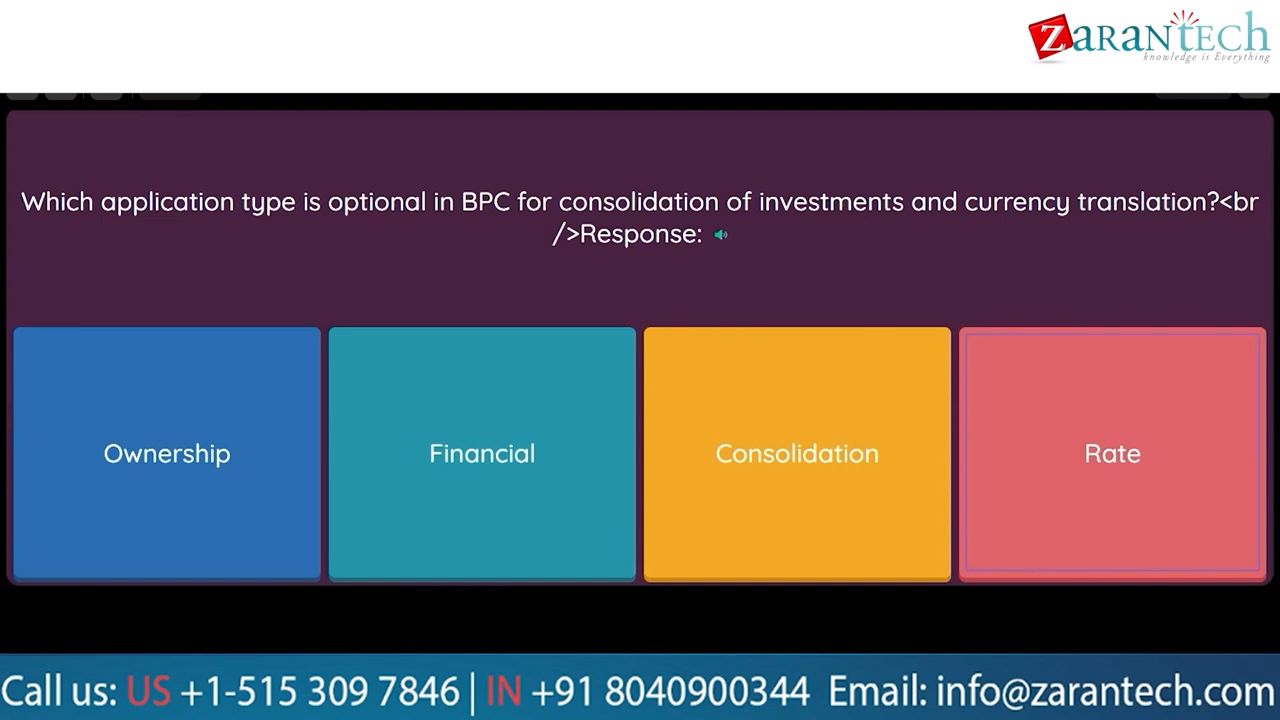 ZARANTECH
knowledge is Everything
Which application type is optional in BPC for consolidation of investments and currency translation?<br
/>Response:
Ownership
Financial
Consolidation
Rate
Call us: US +1-515 309 7846 | IN +91 8040900344 Email: info@zarantech.com